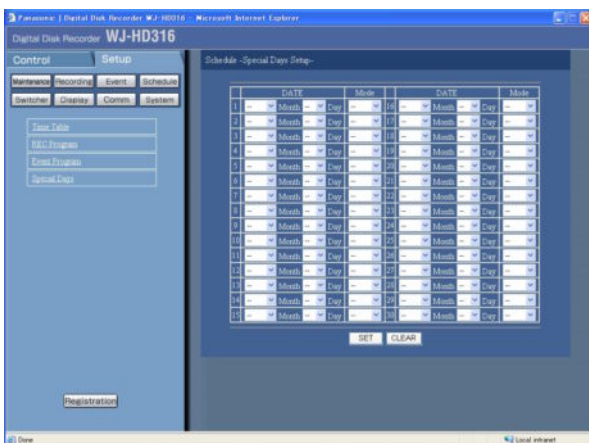 Panasonic | Digital Disk Recorder WJ-HD316 - Microsoft Internet Explorer
Digital Disk Recorder WJ-HD316
Control Setup
Maintenance Recording Event Schedule
Switcher Display Comm System
Time Table
REC Program
Event Program
Special Days
Registration
Schedule -Special Days Setup-
DATE Mode DATE Mode
1 -- Month -- Day -- 16 -- Month -- Day --
2 -- Month -- Day -- 17 -- Month -- Day --
3 -- Month -- Day -- 18 -- Month -- Day --
4 -- Month -- Day -- 19 -- Month -- Day --
5 -- Month -- Day -- 20 -- Month -- Day --
6 -- Month -- Day -- 21 -- Month -- Day --
7 -- Month -- Day -- 22 -- Month -- Day --
8 -- Month -- Day -- 23 -- Month -- Day --
9 -- Month -- Day -- 24 -- Month -- Day --
10 -- Month -- Day -- 25 -- Month -- Day --
11 -- Month -- Day -- 26 -- Month -- Day --
12 -- Month -- Day -- 27 -- Month -- Day --
13 -- Month -- Day -- 28 -- Month -- Day --
14 -- Month -- Day -- 29 -- Month -- Day --
15 -- Month -- Day -- 30 -- Month -- Day --
SET CLEAR
Done Local intranet